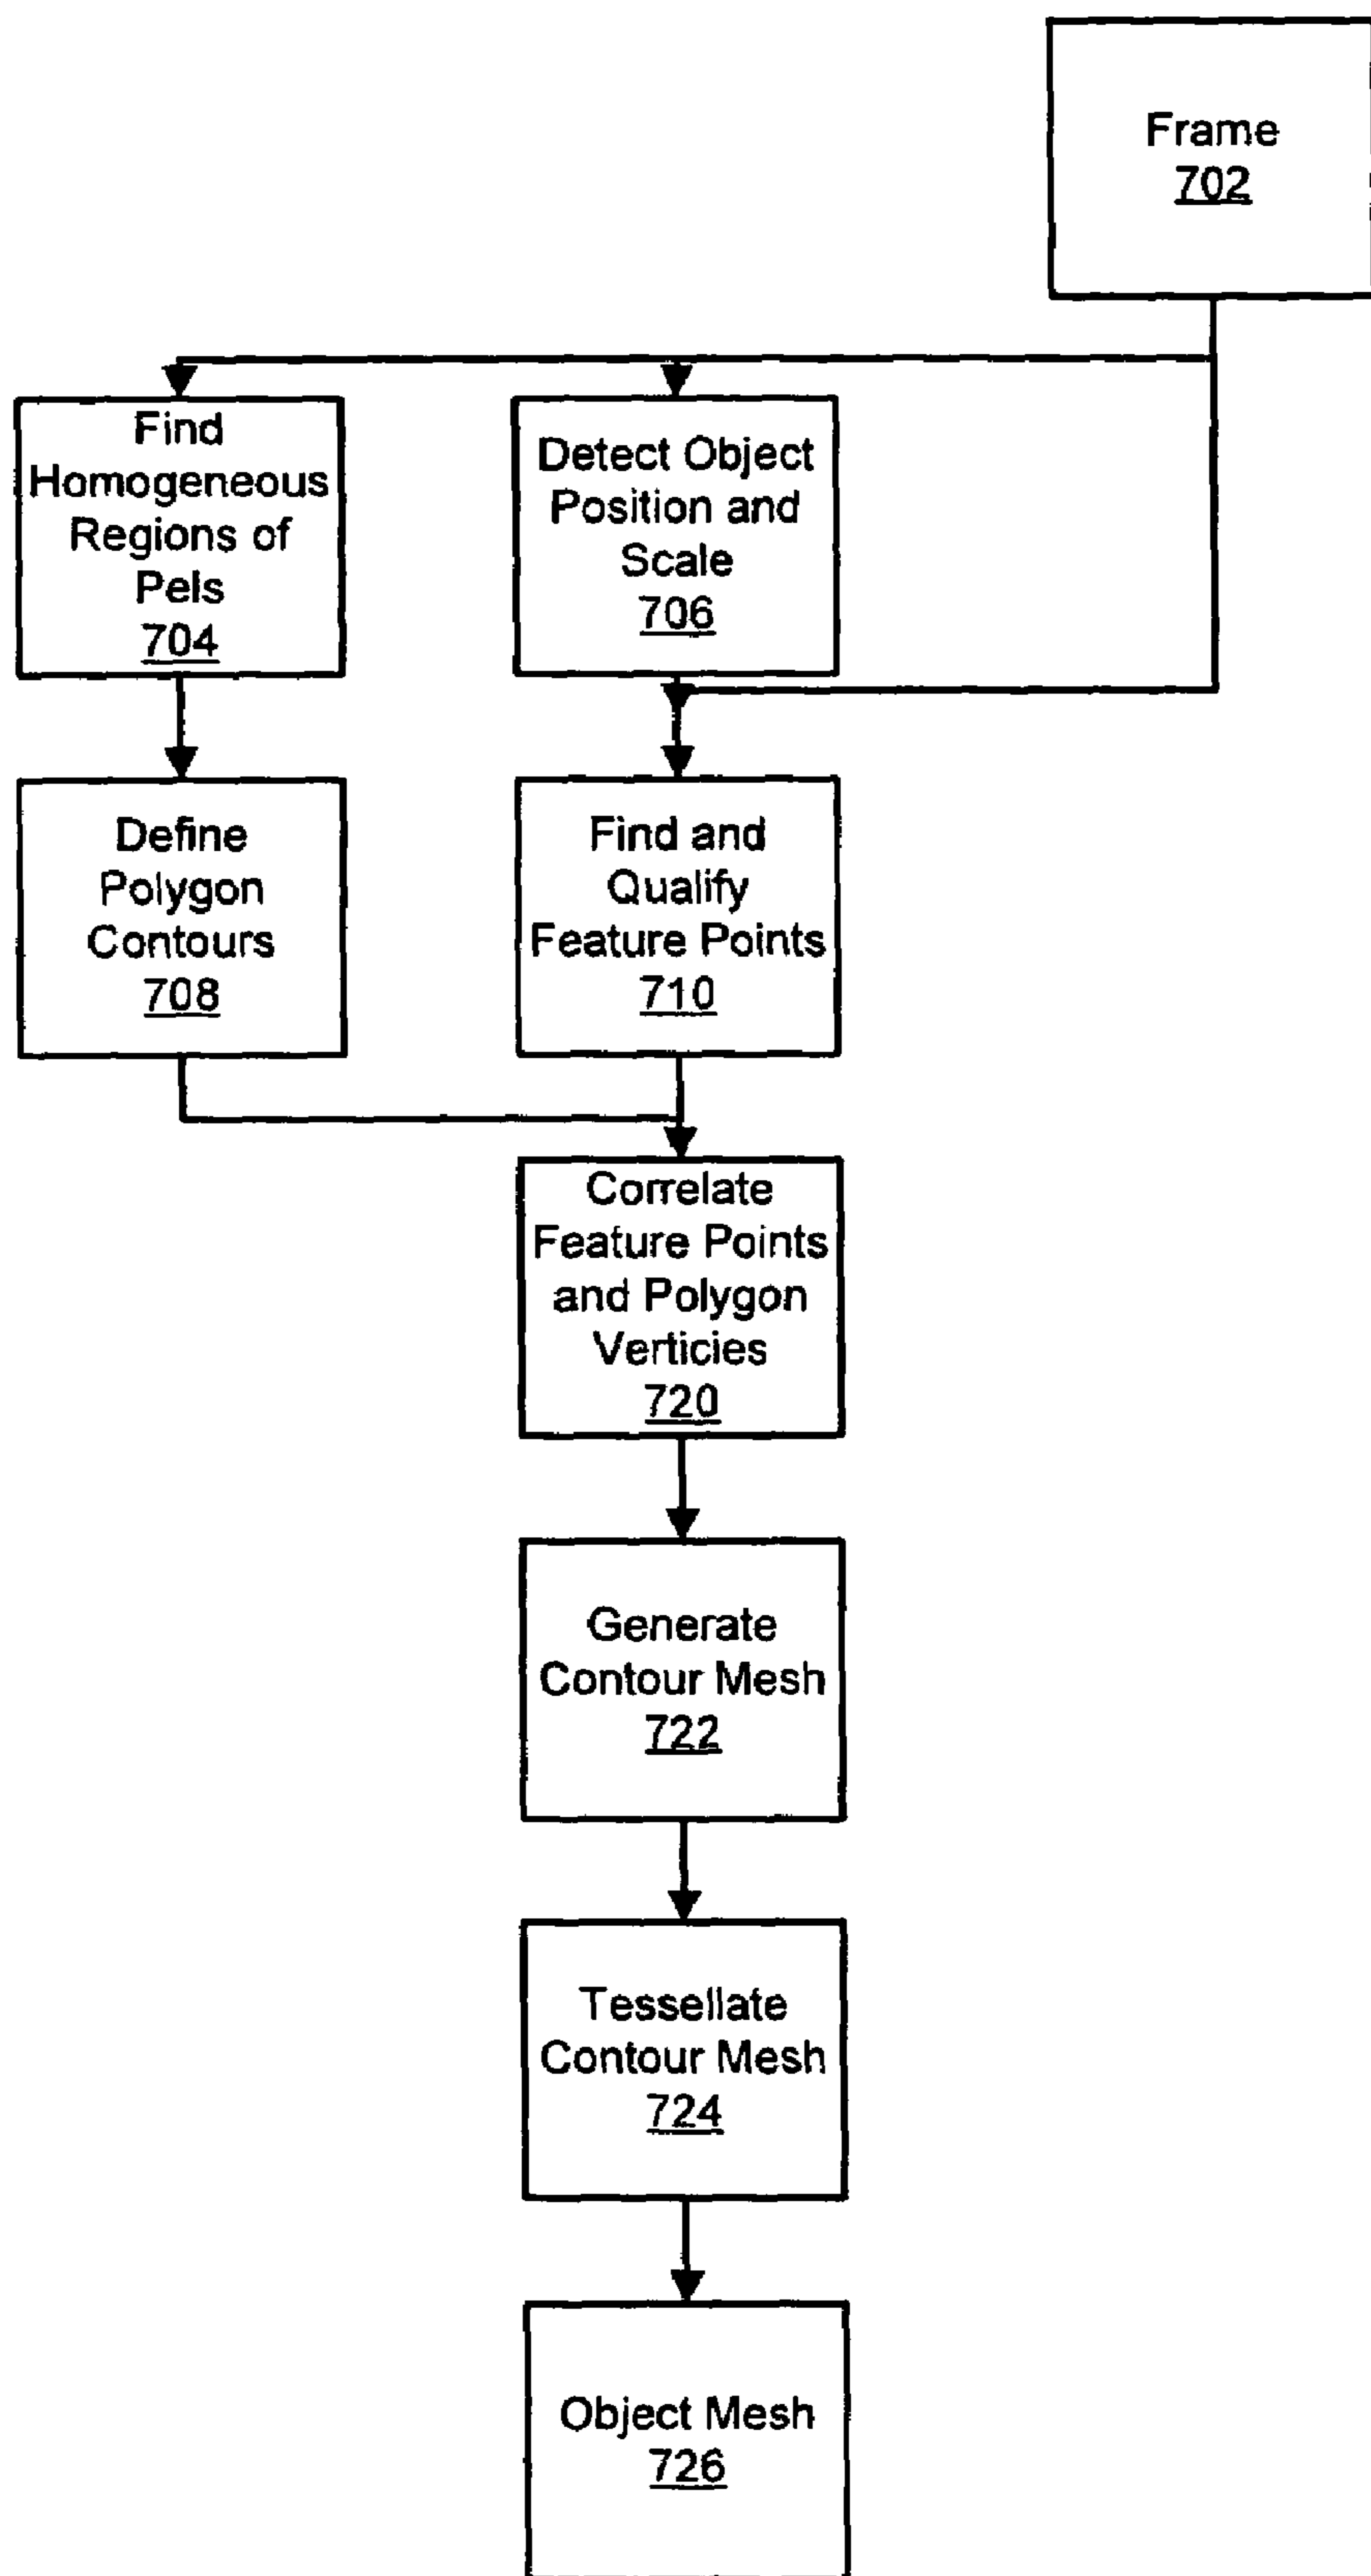 Frame
702
Find
Homogeneous
Regions of
Pels
704
Detect Object
Position and
Scale
706
Define
Polygon
Contours
708
Find and
Qualify
Feature Points
710
Correlate
Feature Points
and Polygon
Verticies
720
Generate
Contour Mesh
722
Tessellate
Contour Mesh
724
Object Mesh
726